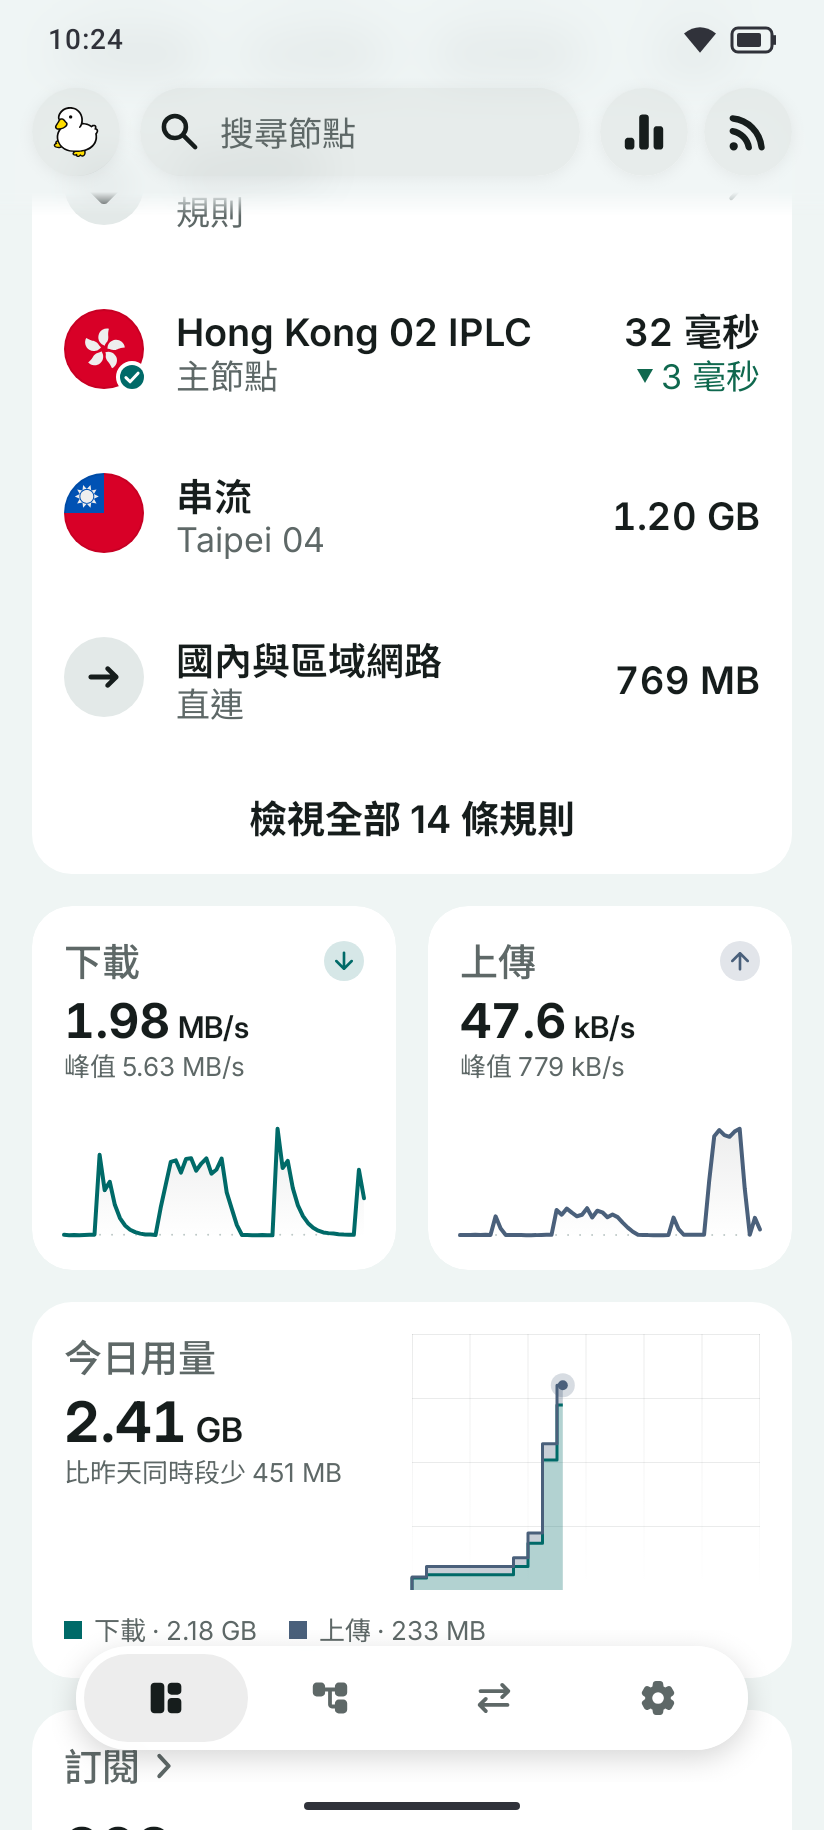 10:24
搜尋節點
規則
Hong Kong 02 IPLC
32 毫秒
主節點
▼3 毫秒
串流
Taipei 04
1.20 GB
國內與區域網路
直連
769 MB
檢視全部 14 條規則
下載
1.98 MB/s
峰值 5.63 MB/s
上傳
47.6 kB/s
峰值 779 kB/s
今日用量
2.41 GB
比昨天同時段少 451 MB
下載 · 2.18 GB
上傳 · 233 MB
訂閱